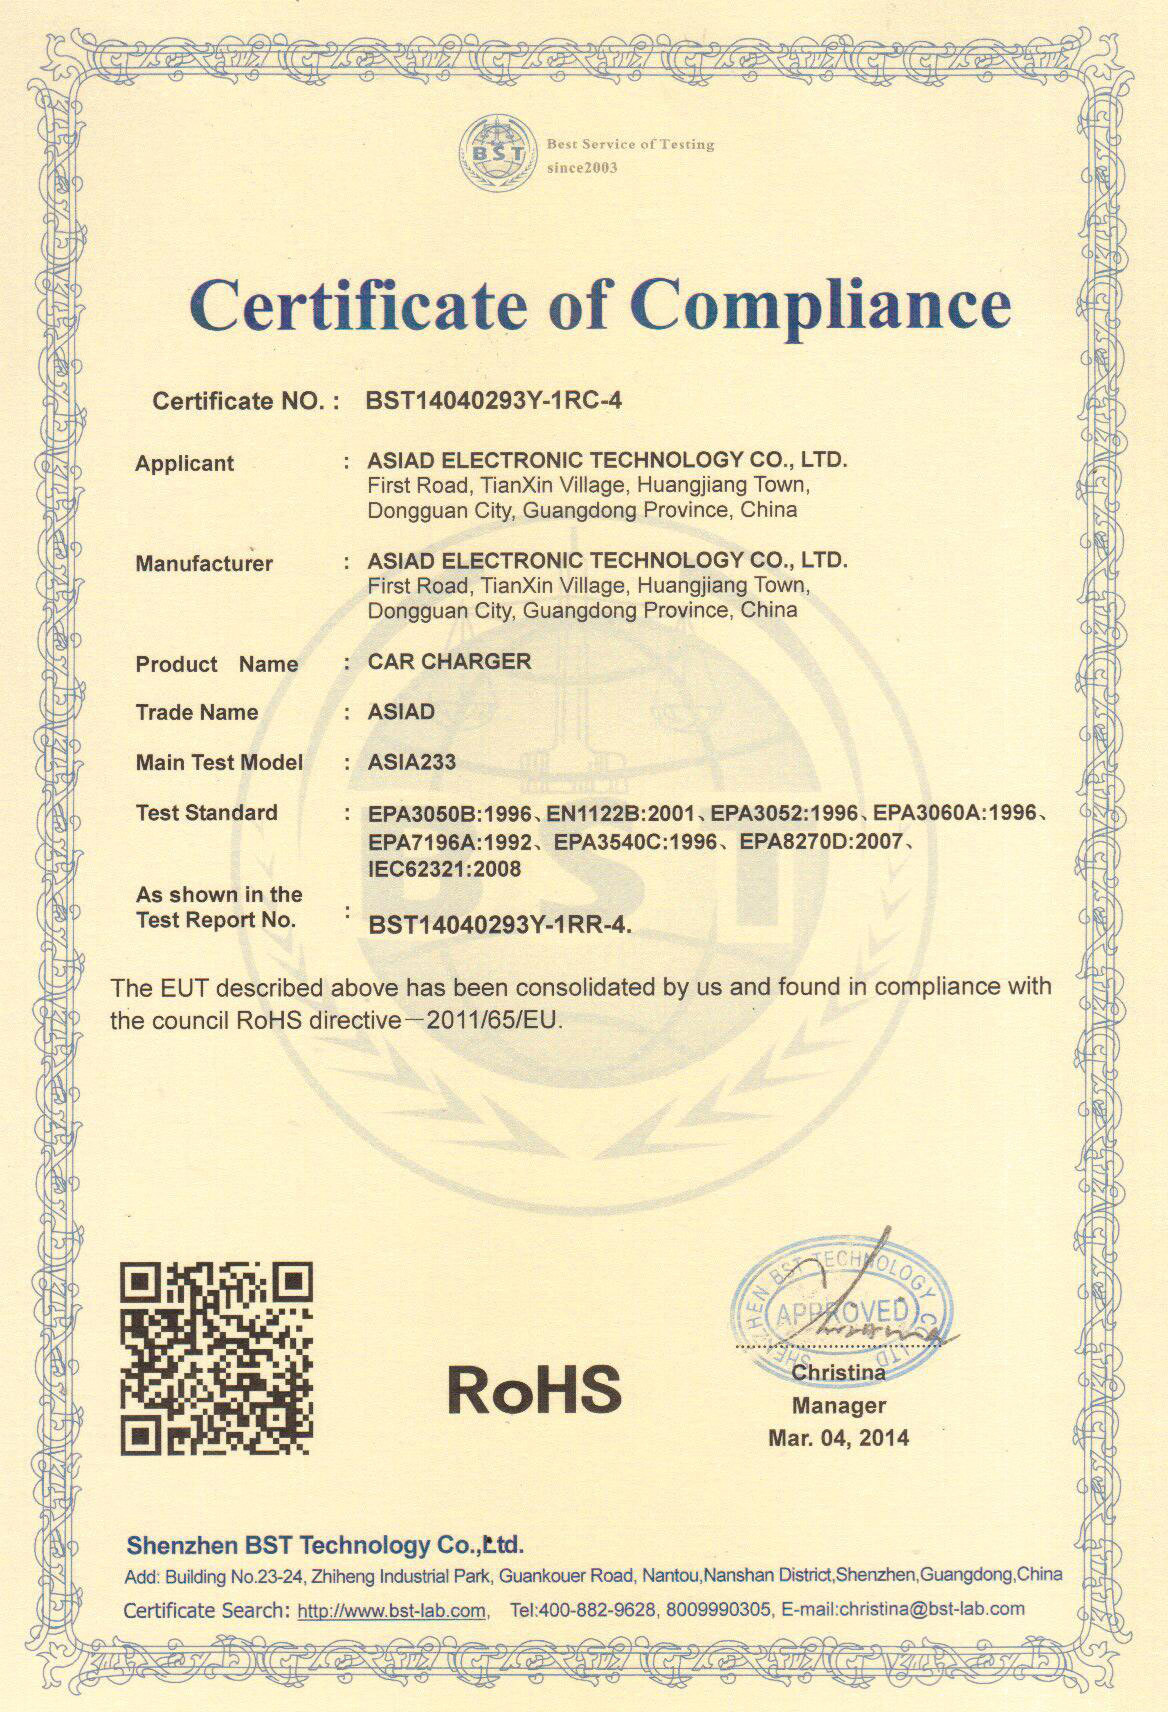 BST
Best Service of Testing
since2003
Certificate of Compliance
Certificate NO. : BST14040293Y-1RC-4
Applicant : ASIAD ELECTRONIC TECHNOLOGY CO., LTD.
First Road, TianXin Village, Huangjiang Town,
Dongguan City, Guangdong Province, China
Manufacturer : ASIAD ELECTRONIC TECHNOLOGY CO., LTD.
First Road, TianXin Village, Huangjiang Town,
Dongguan City, Guangdong Province, China
Product Name : CAR CHARGER
Trade Name : ASIAD
Main Test Model : ASIA233
Test Standard : EPA3050B:1996、EN1122B:2001、EPA3052:1996、EPA3060A:1996、
EPA7196A:1992、EPA3540C:1996、EPA8270D:2007、
IEC62321:2008
As shown in the
Test Report No. : BST14040293Y-1RR-4.
BST
The EUT described above has been consolidated by us and found in compliance with
the council RoHS directive—2011/65/EU.
SHENZHEN BST TECHNOLOGY CO LTD
APPROVED
RoHS
Christina
Manager
Mar. 04, 2014
Shenzhen BST Technology Co.,Ltd.
Add: Building No.23-24, Zhiheng Industrial Park, Guankouer Road, Nantou,Nanshan District,Shenzhen,Guangdong,China
Certificate Search: http://www.bst-lab.com, Tel:400-882-9628, 8009990305, E-mail:christina@bst-lab.com